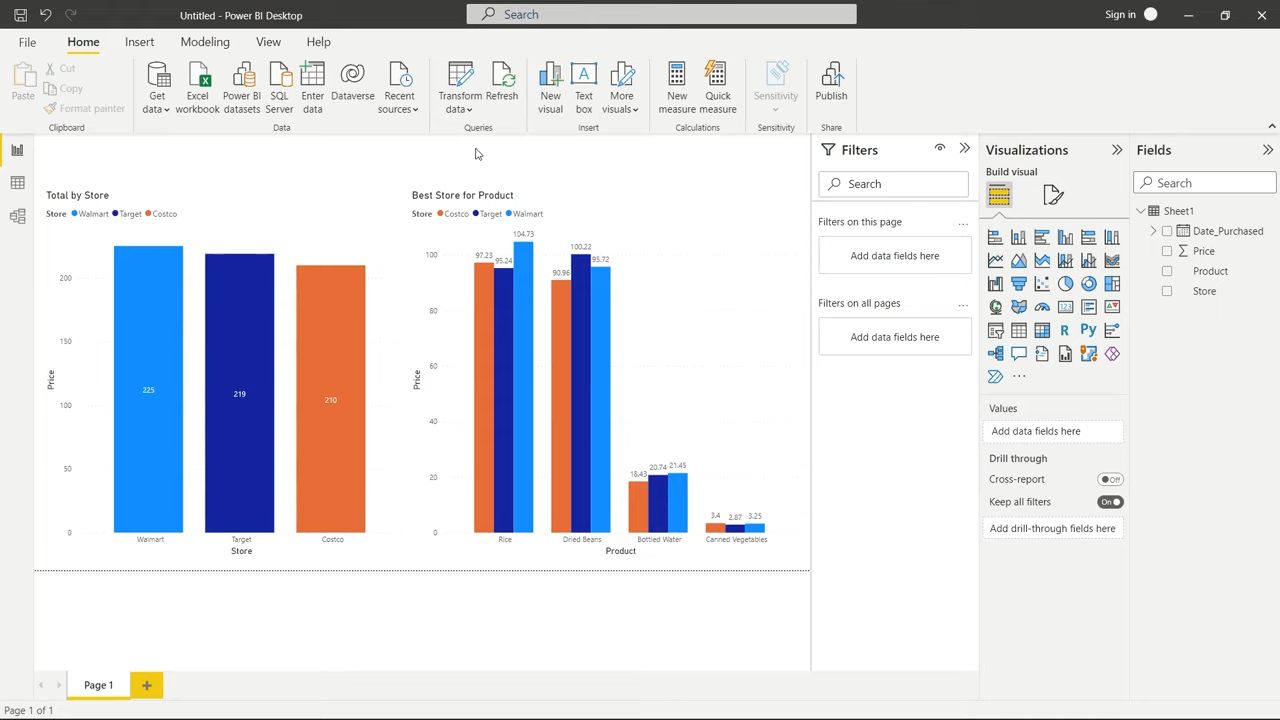 Untitled - Power BI Desktop
Search
Sign in
File
Home
Insert
Modeling
View
Help
Paste
Cut
Copy
Format painter
Clipboard
Get data
Excel workbook
Power BI datasets
SQL Server
Enter data
Dataverse
Recent sources
Data
Transform data
Refresh
Queries
New visual
Text box
More visuals
Insert
New measure
Quick measure
Calculations
Sensitivity
Sensitivity
Publish
Share
Total by Store
Store Walmart Target Costco
200
150
100
50
0
Price
225
219
210
Walmart
Target
Costco
Store
Best Store for Product
Store Costco Target Walmart
100
80
60
40
20
0
Price
97.23
95.24
104.73
90.96
100.22
95.72
18.43
20.74
21.45
3.4
2.87
3.25
Rice
Dried Beans
Bottled Water
Canned Vegetables
Product
Filters
Search
Filters on this page
...
Add data fields here
Filters on all pages
...
Add data fields here
Visualizations
Build visual
R
Py
...
Values
Add data fields here
Drill through
Cross-report
Off
Keep all filters
On
Add drill-through fields here
Fields
Search
Sheet1
Date_Purchased
Price
Product
Store
Page 1
Page 1 of 1